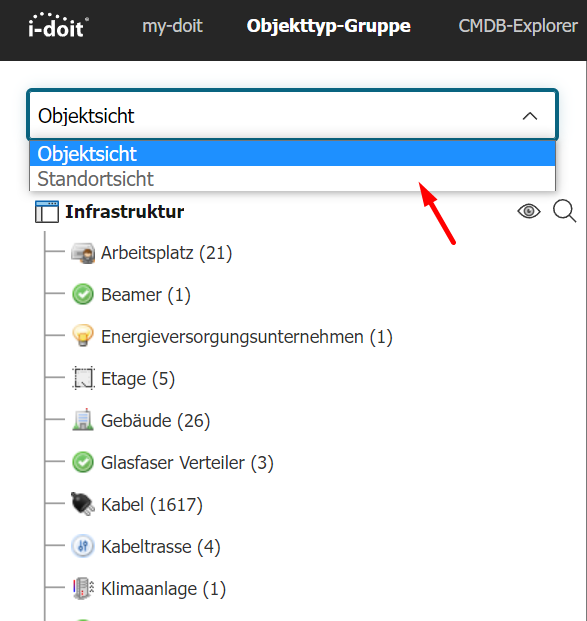 i-doit my-doit Objekttyp-Gruppe CMDB-Explorer
Objektsicht
Objektsicht
Standortsicht
Infrastruktur
Arbeitsplatz (21)
Beamer (1)
Energieversorgungsunternehmen (1)
Etage (5)
Gebäude (26)
Glasfaser Verteiler (3)
Kabel (1617)
Kabeltrasse (4)
Klimaanlage (1)